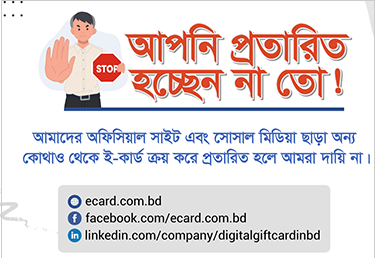 STOP
আপনি প্রতারিত
হচ্ছেন না তো!
আমাদের অফিসিয়াল সাইট এবং সোসাল মিডিয়া ছাড়া অন্য
কোথাও থেকে ই-কার্ড ক্রয় করে প্রতারিত হলে আমরা দায়ি না।
ecard.com.bd
facebook.com/ecard.com.bd
linkedin.com/company/digitalgiftcardinbd